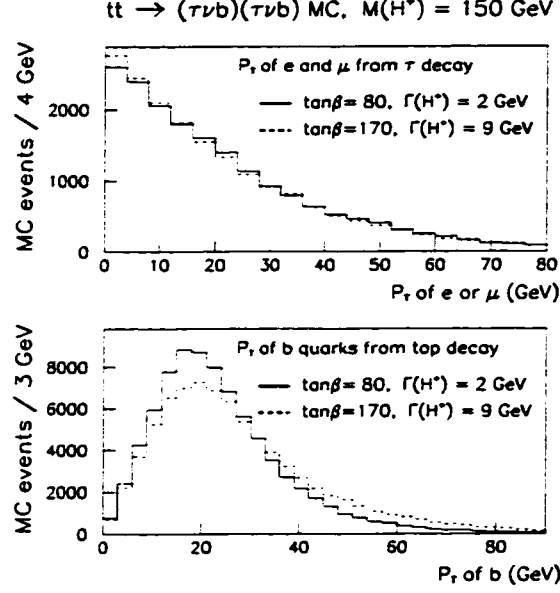 tt → (τνb)(τνb) MC, M(H⁺) = 150 GeV
P_T of e and μ from τ decay
tanβ= 80, Γ(H⁺) = 2 GeV
tanβ=170, Γ(H⁺) = 9 GeV
MC events / 4 GeV
2000
1000
0
0 10 20 30 40 50 60 70 80
P_T of e or μ (GeV)
P_T of b quarks from top decay
tanβ= 80, Γ(H⁺) = 2 GeV
tanβ=170, Γ(H⁺) = 9 GeV
MC events / 3 GeV
8000
6000
4000
2000
0
0 20 40 60 80
P_T of b (GeV)